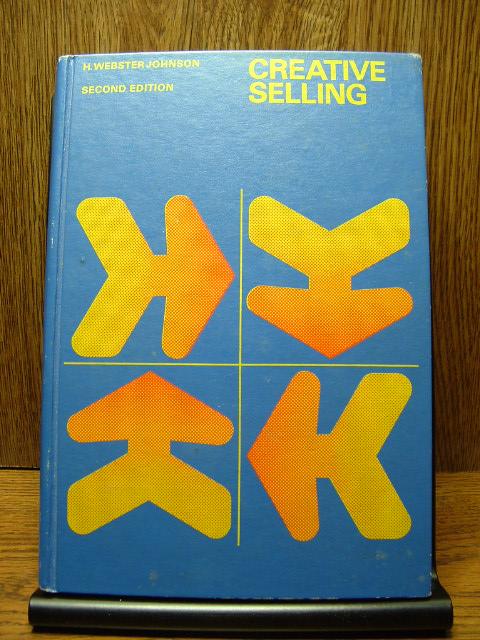 H. WEBSTER JOHNSON
SECOND EDITION
CREATIVE
SELLING